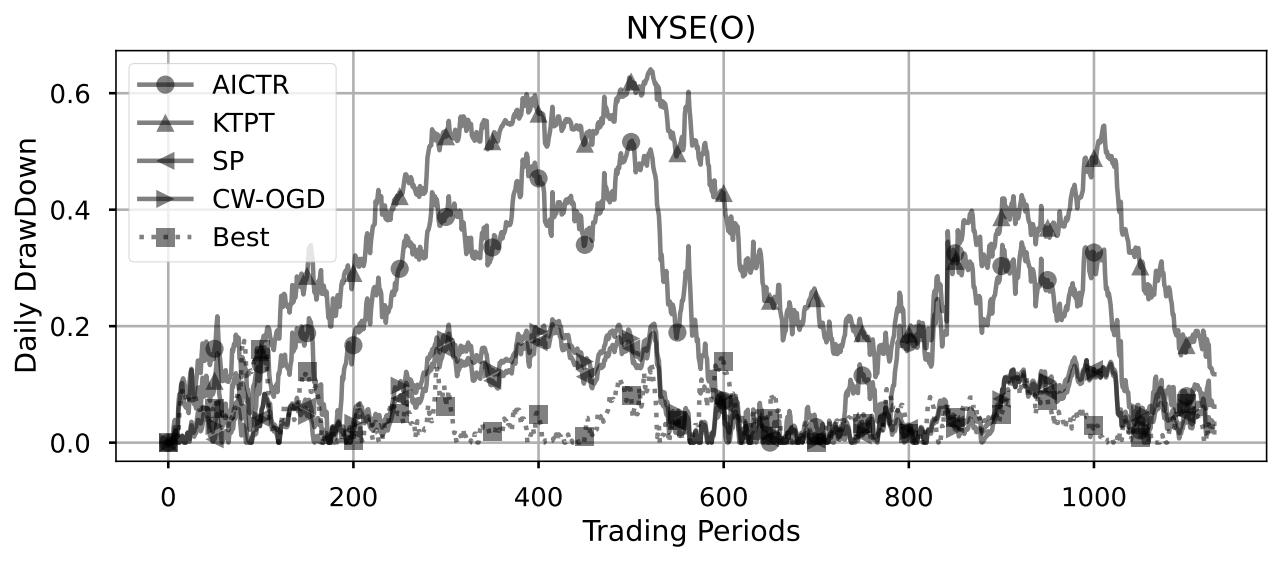 NYSE(O)
AICTR
KTPT
SP
CW-OGD
Best
Daily DrawDown
0.6
0.4
0.2
0.0
0 200 400 600 800 1000
Trading Periods